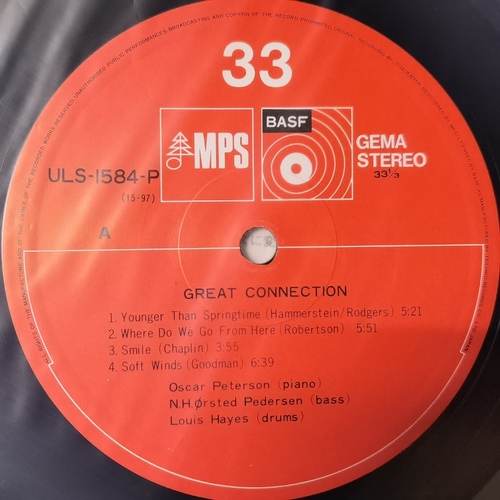 33
MPS
BASF
GEMA
STEREO
33⅓
ULS-1584-P
(15-97)
A
GREAT CONNECTION
1. Younger Than Springtime (Hammerstein/Rodgers) 5:21
2. Where Do We Go From Here (Robertson) 5:51
3. Smile (Chaplin) 3:55
4. Soft Winds (Goodman) 6:39
Oscar Peterson (piano)
N.H.Ørsted Pedersen (bass)
Louis Hayes (drums)